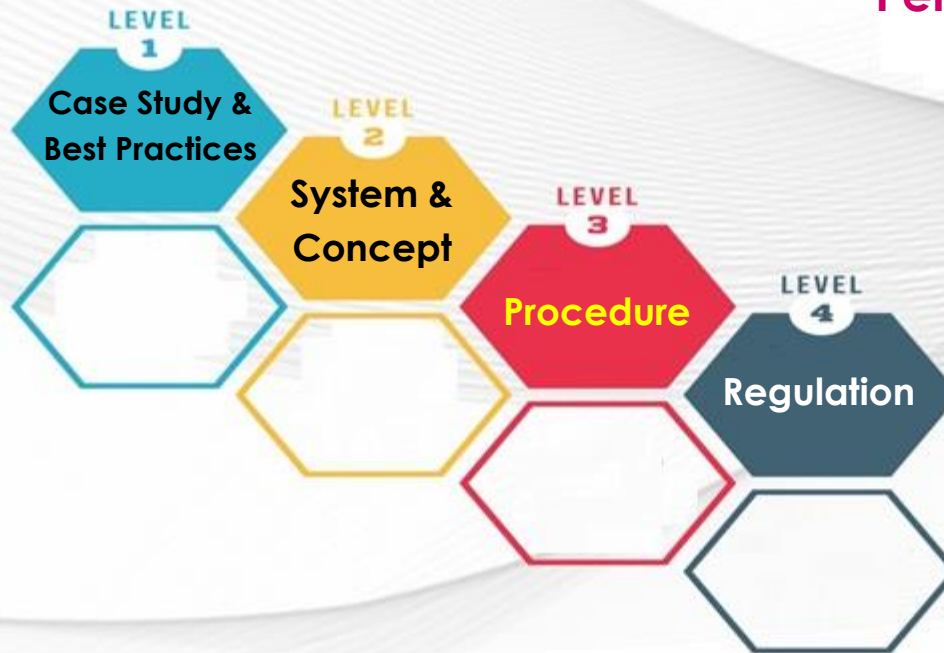 LEVEL
1
Case Study &
Best Practices
LEVEL
2
System &
Concept
LEVEL
3
Procedure
LEVEL
4
Regulation